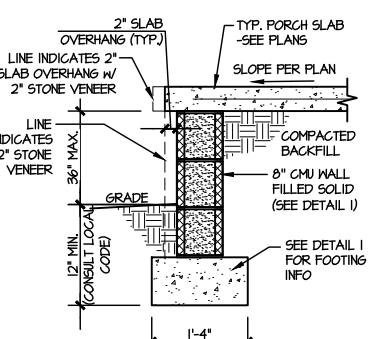 2" SLAB
OVERHANG (TYP.)
TYP. PORCH SLAB
-SEE PLANS
LINE INDICATES 2"
SLAB OVERHANG W/
2" STONE VENEER
SLOPE PER PLAN
LINE
INDICATES
2" STONE
VENEER
COMPACTED
BACKFILL
36" MAX.
8" CMU WALL
FILLED SOLID
(SEE DETAIL 1)
GRADE
12" MIN.
(CONSULT LOCAL
CODE)
SEE DETAIL 1
FOR FOOTING
INFO
1'-4"